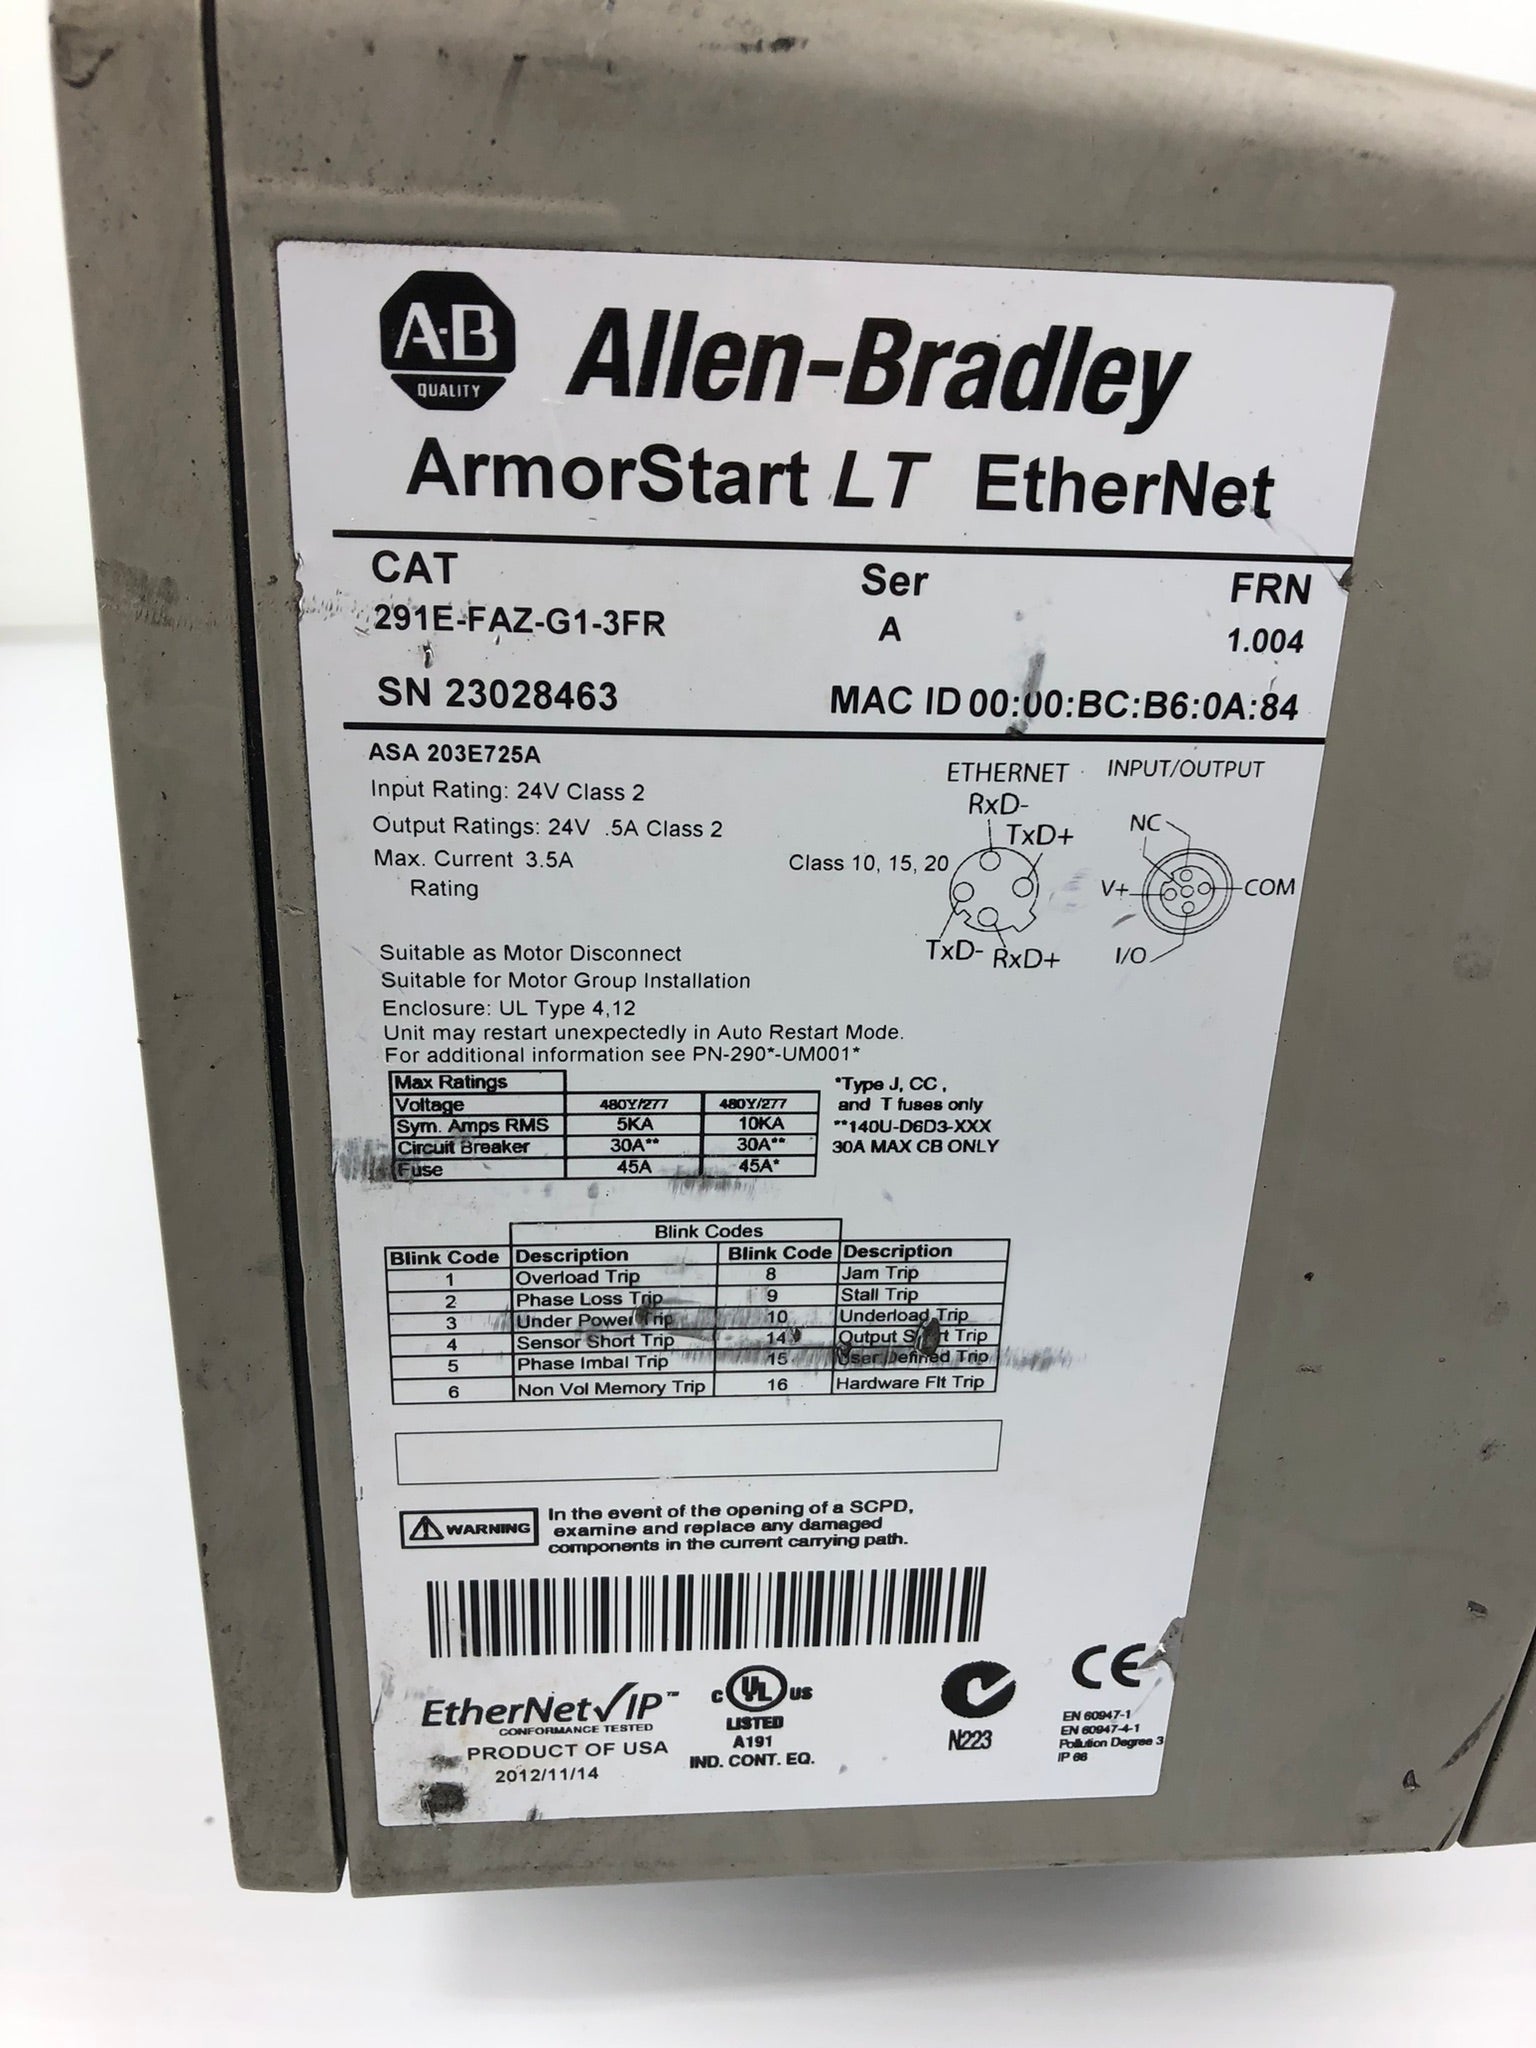 A·B
QUALITY
Allen-Bradley
ArmorStart LT EtherNet
CAT Ser FRN
291E-FAZ-G1-3FR A 1.004
SN 23028463 MAC ID 00:00:BC:B6:0A:84
ASA 203E725A
Input Rating: 24V Class 2
Output Ratings: 24V .5A Class 2
Max. Current 3.5A
Rating
Class 10, 15, 20
ETHERNET
RxD-
TxD+
TxD- RxD+
INPUT/OUTPUT
NC
V+ COM
I/O
Suitable as Motor Disconnect
Suitable for Motor Group Installation
Enclosure: UL Type 4,12
Unit may restart unexpectedly in Auto Restart Mode.
For additional information see PN-290*-UM001*
Max Ratings
Voltage 480Y/277 480Y/277
Sym. Amps RMS 5KA 10KA
Circuit Breaker 30A** 30A**
Fuse 45A 45A*
*Type J, CC ,
and T fuses only
**140U-D6D3-XXX
30A MAX CB ONLY
Blink Codes
Blink Code Description Blink Code Description
1 Overload Trip 8 Jam Trip
2 Phase Loss Trip 9 Stall Trip
3 Under Power Trip 10 Underload Trip
4 Sensor Short Trip 14 Output Short Trip
5 Phase Imbal Trip 15 User Defined Trip
6 Non Vol Memory Trip 16 Hardware Flt Trip
WARNING
In the event of the opening of a SCPD,
examine and replace any damaged
components in the current carrying path.
EtherNet/IP™
CONFORMANCE TESTED
PRODUCT OF USA
2012/11/14
C UL US
LISTED
A191
IND. CONT. EQ.
N223
CE
EN 60947-1
EN 60947-4-1
Pollution Degree 3
IP 66